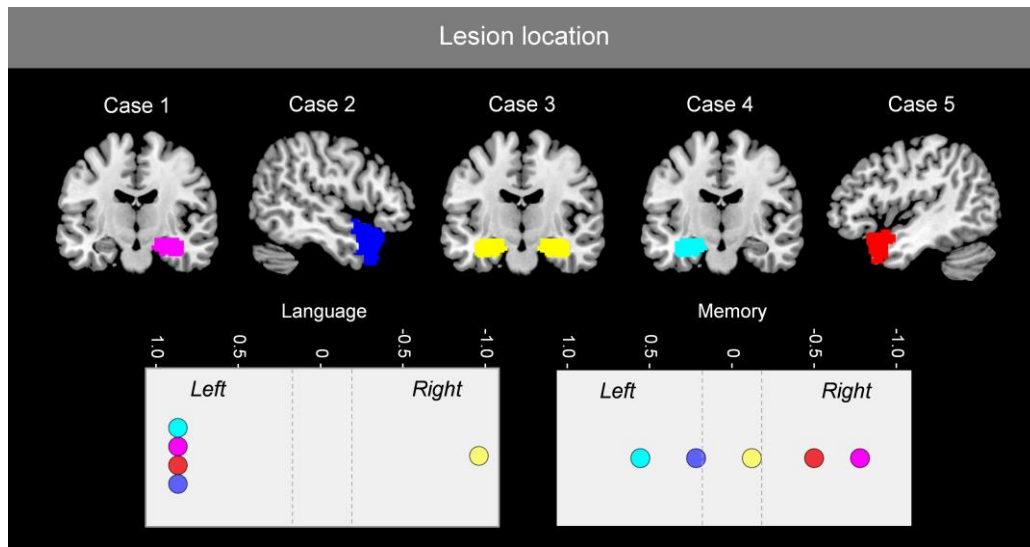 Lesion location
Case 1 Case 2 Case 3 Case 4 Case 5
Language Memory
1.0 0.5 0 -0.5 -1.0 1.0 0.5 0 -0.5 -1.0
Left Right Left Right